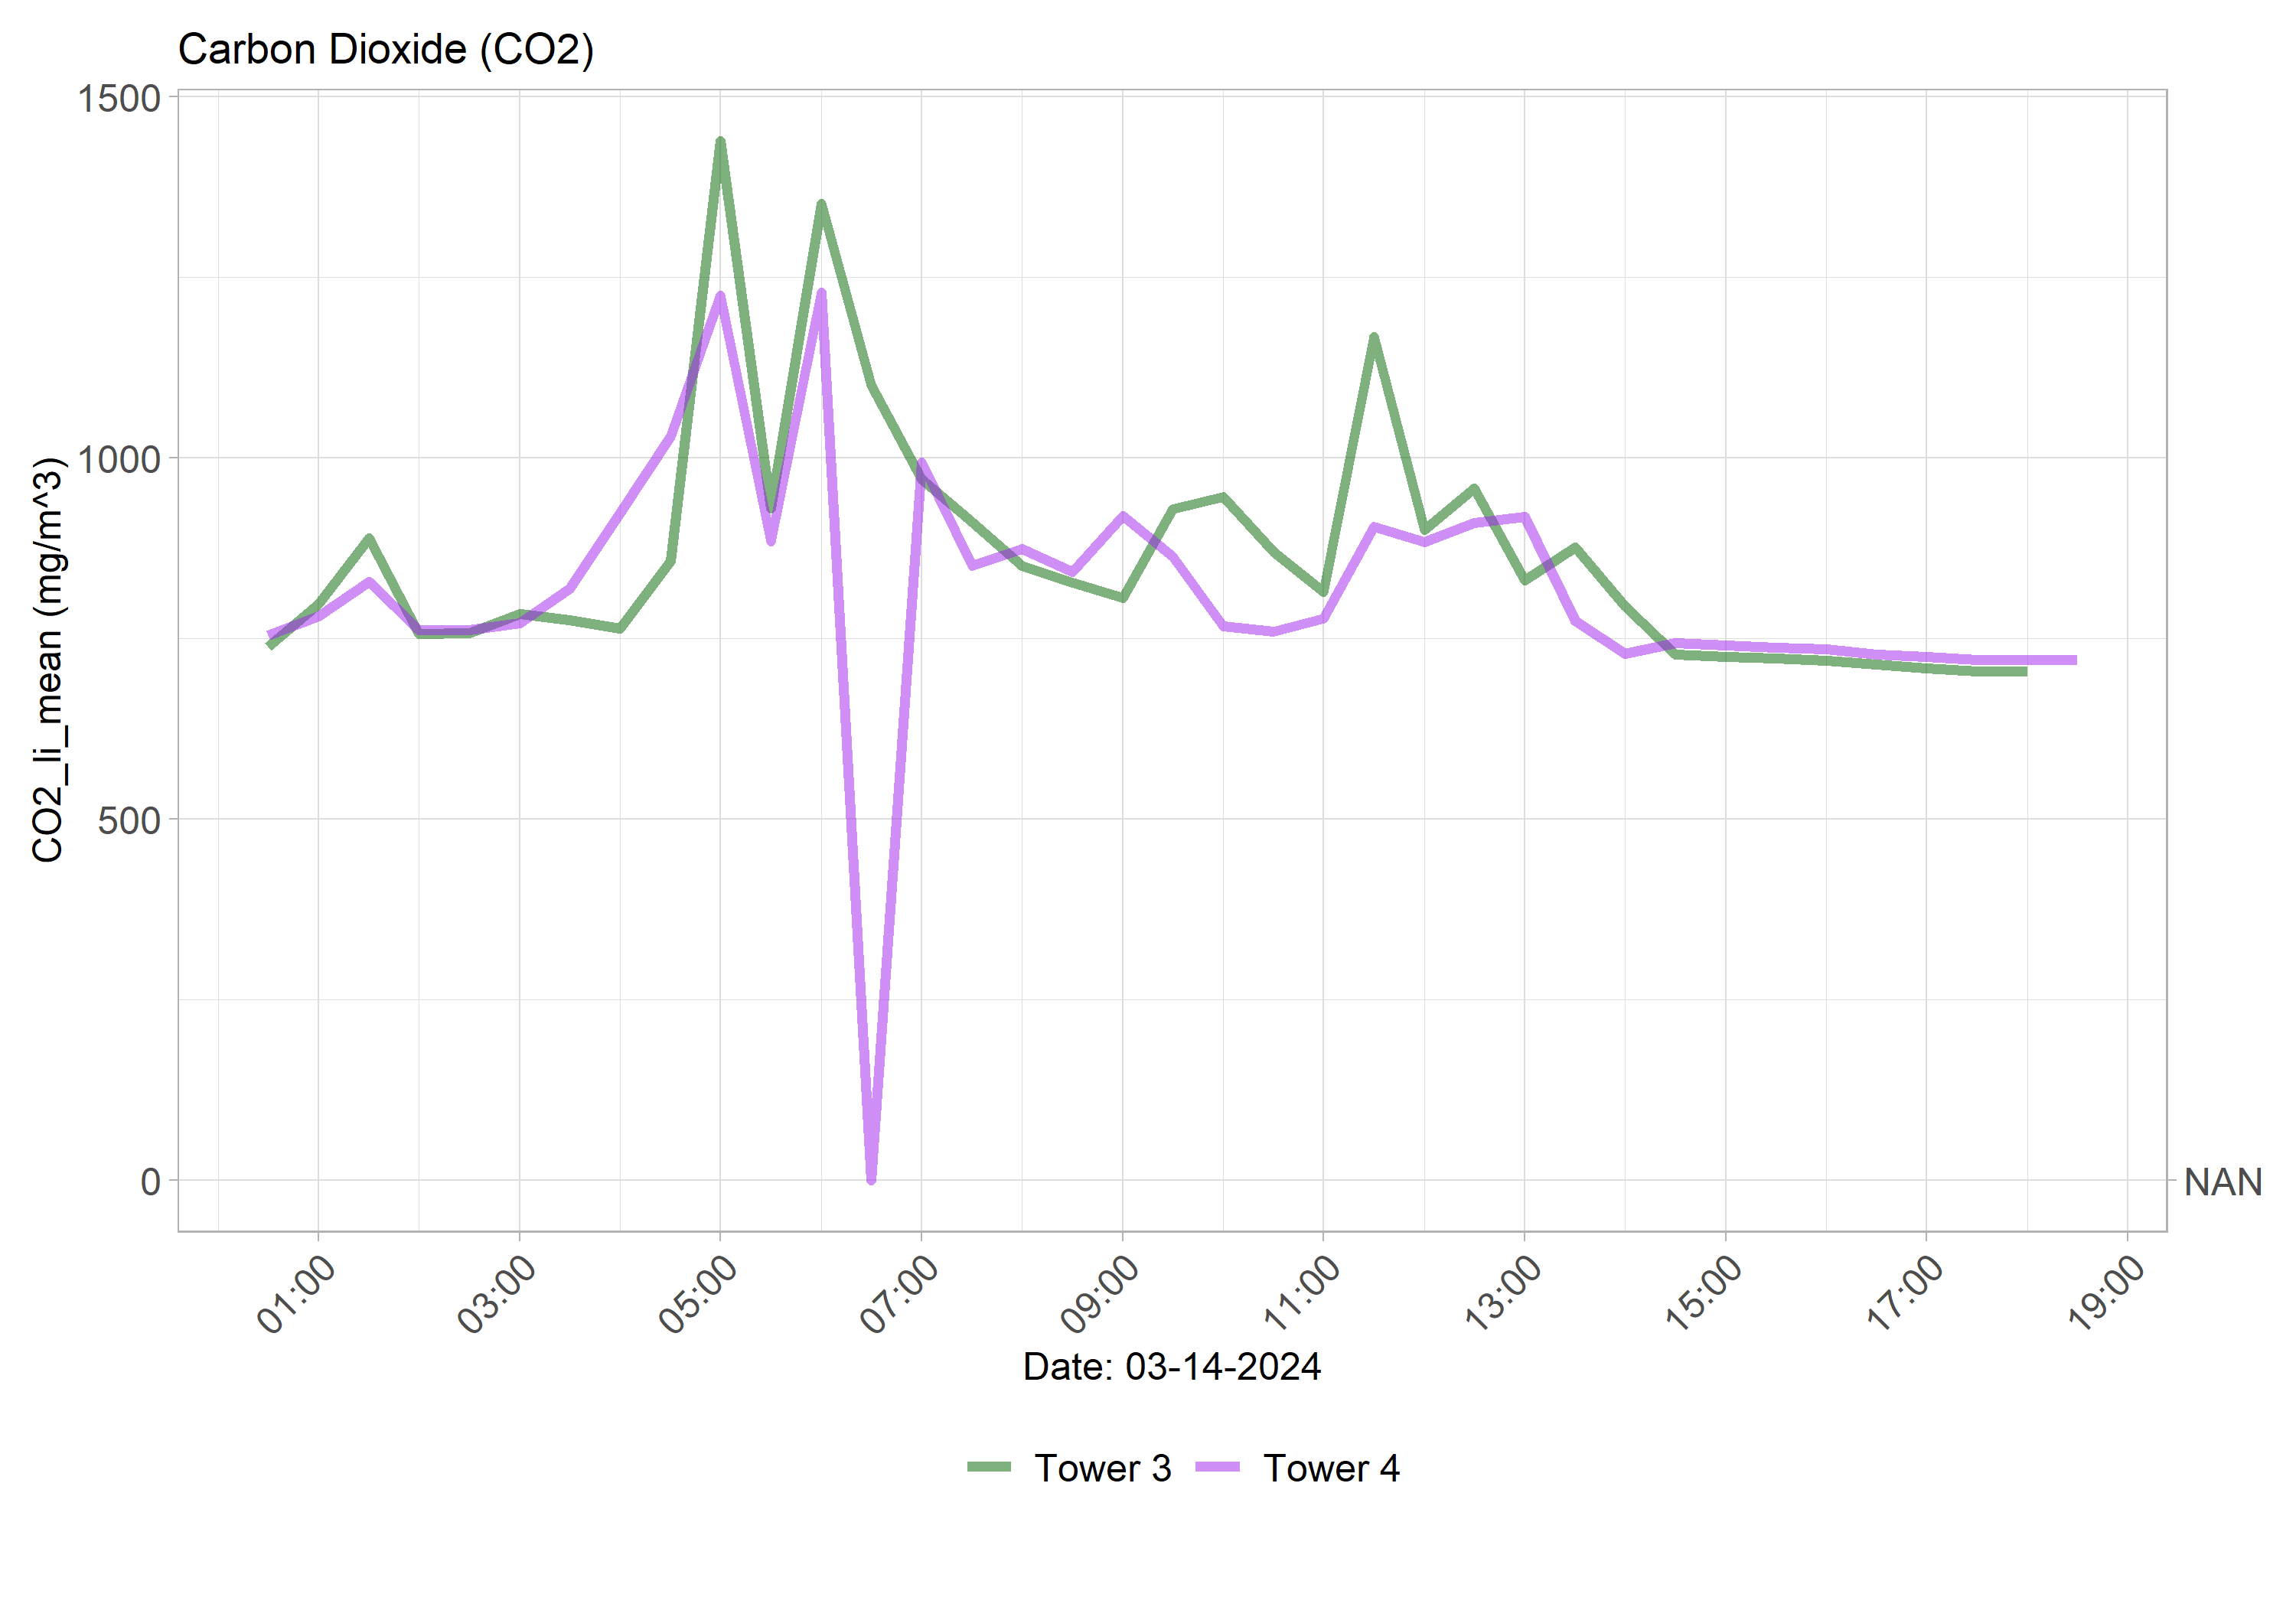 Carbon Dioxide (CO2)
CO2_li_mean (mg/m^3)
1500
1000
500
0
NAN
01:00 03:00 05:00 07:00 09:00 11:00 13:00 15:00 17:00 19:00
Date: 03-14-2024
Tower 3 Tower 4